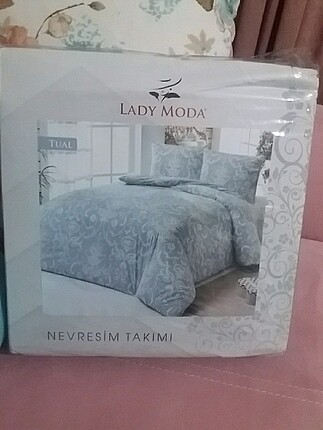 LADY MODA
TUAL
NEVRESİM TAKIMI